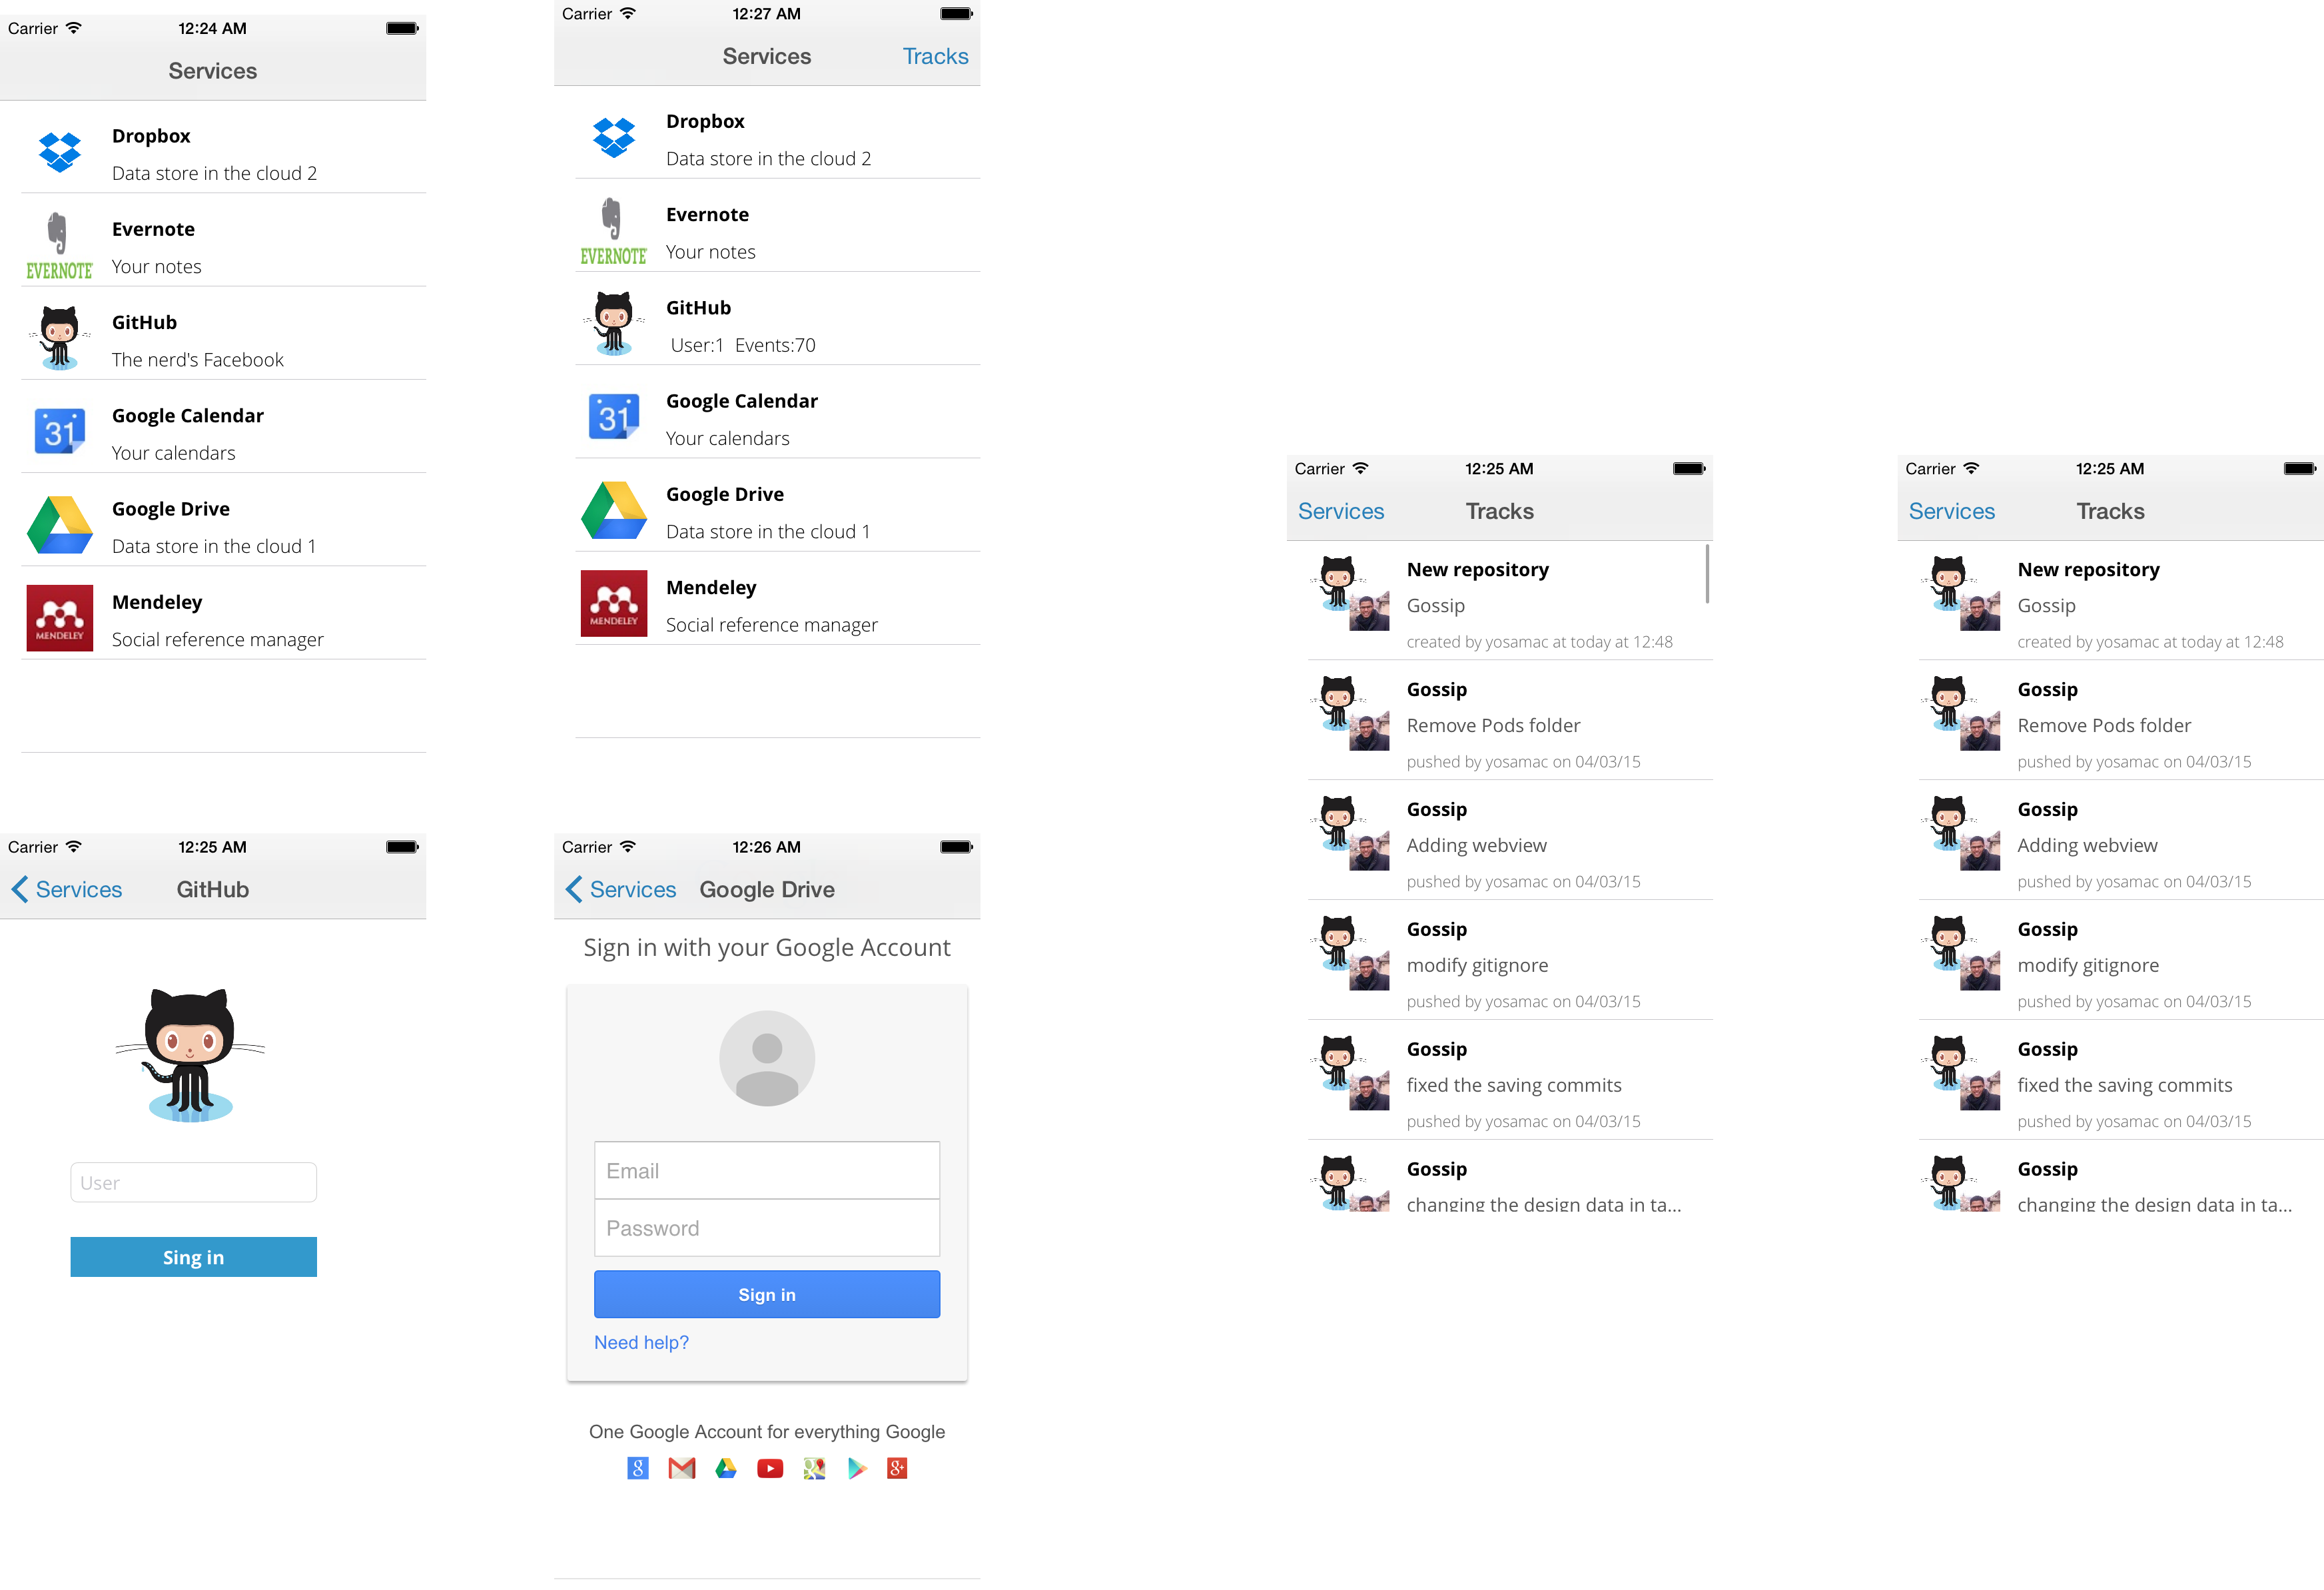 Carrier 12:24 AM
Services
Dropbox
Data store in the cloud 2
EVERNOTE
Evernote
Your notes
GitHub
The nerd's Facebook
31
Google Calendar
Your calendars
Google Drive
Data store in the cloud 1
MENDELEY
Mendeley
Social reference manager
Carrier 12:27 AM
Services Tracks
Dropbox
Data store in the cloud 2
EVERNOTE
Evernote
Your notes
GitHub
User:1 Events:70
31
Google Calendar
Your calendars
Google Drive
Data store in the cloud 1
MENDELEY
Mendeley
Social reference manager
Carrier 12:25 AM
Services GitHub
User
Sing in
Carrier 12:26 AM
Services Google Drive
Sign in with your Google Account
Email
Password
Sign in
Need help?
One Google Account for everything Google
g g+
Carrier 12:25 AM
Services Tracks
New repository
Gossip
created by yosamac at today at 12:48
Gossip
Remove Pods folder
pushed by yosamac on 04/03/15
Gossip
Adding webview
pushed by yosamac on 04/03/15
Gossip
modify gitignore
pushed by yosamac on 04/03/15
Gossip
fixed the saving commits
pushed by yosamac on 04/03/15
Gossip
changing the design data in ta...
Carrier 12:25 AM
Services Tracks
New repository
Gossip
created by yosamac at today at 12:48
Gossip
Remove Pods folder
pushed by yosamac on 04/03/15
Gossip
Adding webview
pushed by yosamac on 04/03/15
Gossip
modify gitignore
pushed by yosamac on 04/03/15
Gossip
fixed the saving commits
pushed by yosamac on 04/03/15
Gossip
changing the design data in ta...